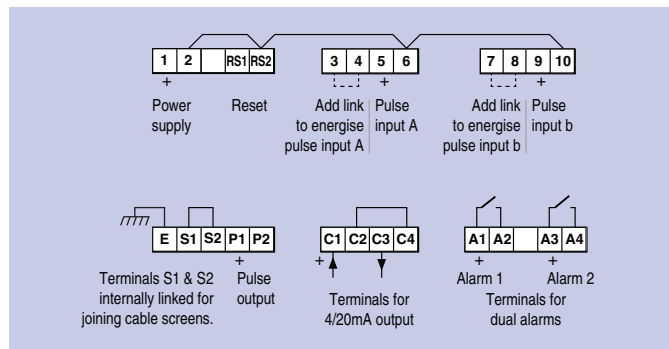 1 2 RS1 RS2 3 4 5 6 7 8 9 10
+ + +
Power supply
Reset
Add link to energise pulse input A
Pulse input A
Add link to energise pulse input b
Pulse input b
E S1 S2 P1 P2 C1 C2 C3 C4 A1 A2 A3 A4
+ + + +
Terminals S1 & S2
internally linked for
joining cable screens.
Pulse
output
Terminals for
4/20mA output
Alarm 1 Alarm 2
Terminals for
dual alarms